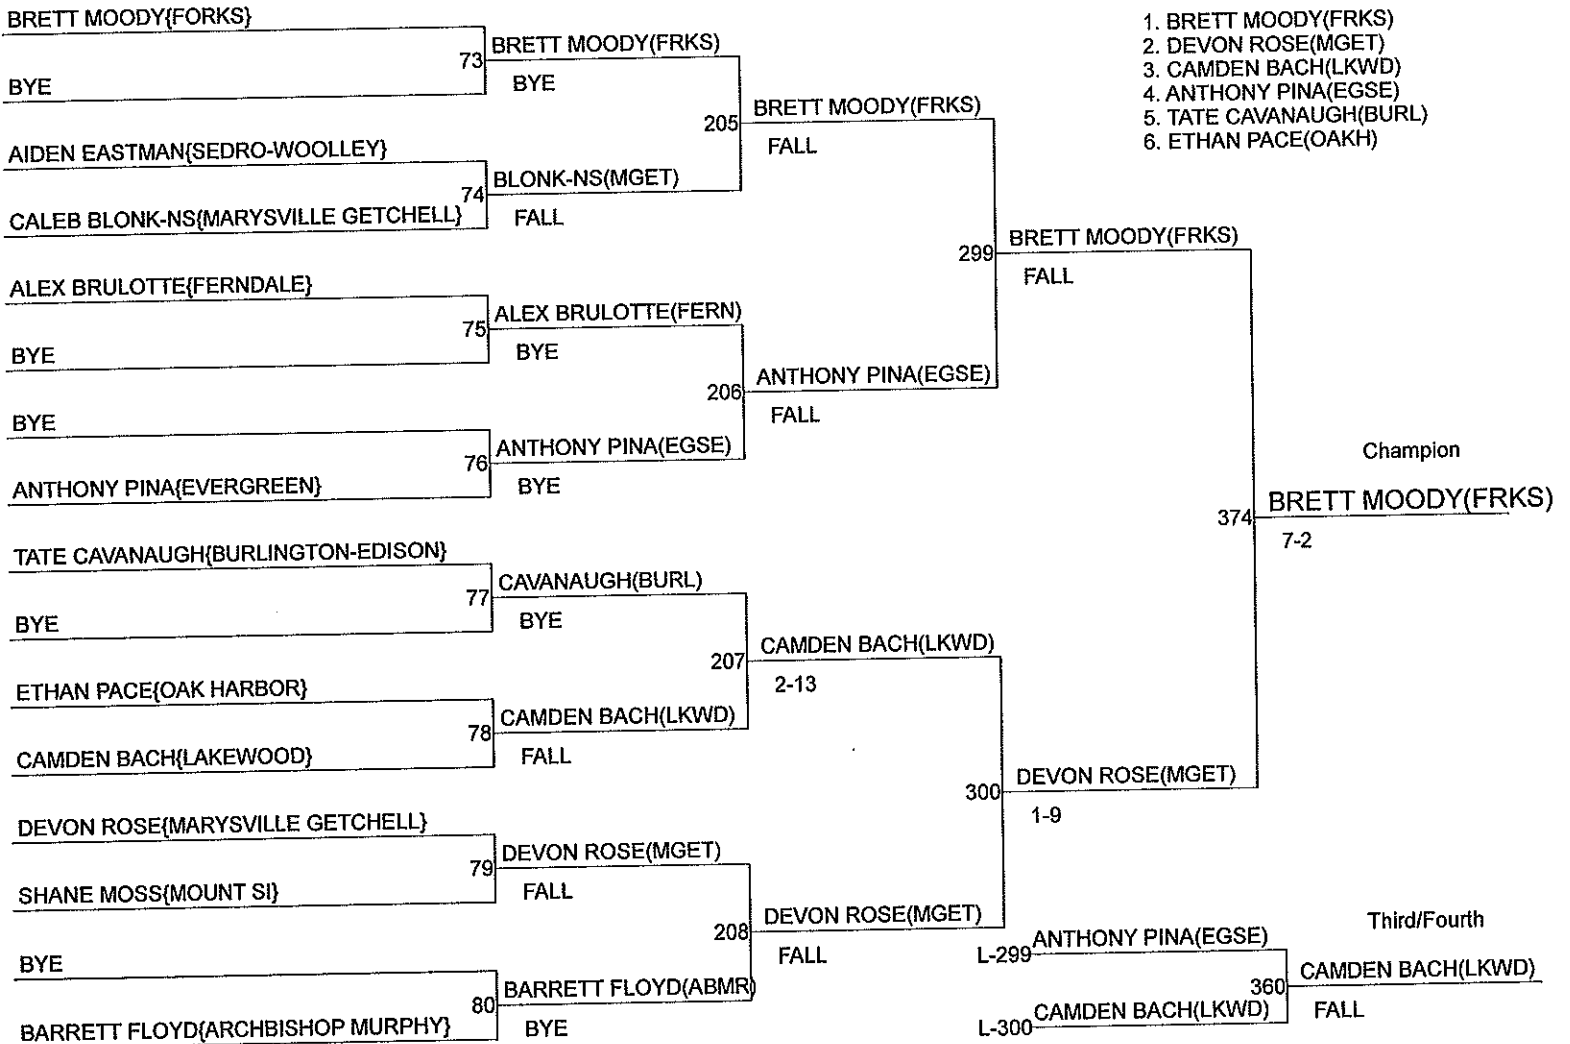 BRETT MOODY{FORKS}
BYE
AIDEN EASTMAN{SEDRO-WOOLLEY}
CALEB BLONK-NS{MARYSVILLE GETCHELL}
ALEX BRULOTTE{FERNDALE}
BYE
BYE
ANTHONY PINA{EVERGREEN}
TATE CAVANAUGH{BURLINGTON-EDISON}
BYE
ETHAN PACE{OAK HARBOR}
CAMDEN BACH{LAKEWOOD}
DEVON ROSE{MARYSVILLE GETCHELL}
SHANE MOSS{MOUNT SI}
BYE
BARRETT FLOYD{ARCHBISHOP MURPHY}
73 BRETT MOODY(FRKS)
BYE
74 BLONK-NS(MGET)
FALL
75 ALEX BRULOTTE(FERN)
BYE
76 ANTHONY PINA(EGSE)
BYE
77 CAVANAUGH(BURL)
BYE
78 CAMDEN BACH(LKWD)
FALL
79 DEVON ROSE(MGET)
FALL
80 BARRETT FLOYD(ABMR)
BYE
205 BRETT MOODY(FRKS)
FALL
206 ANTHONY PINA(EGSE)
FALL
207 CAMDEN BACH(LKWD)
2-13
208 DEVON ROSE(MGET)
FALL
299 BRETT MOODY(FRKS)
FALL
300 DEVON ROSE(MGET)
1-9
Champion
374 BRETT MOODY(FRKS)
7-2
1. BRETT MOODY(FRKS)
2. DEVON ROSE(MGET)
3. CAMDEN BACH(LKWD)
4. ANTHONY PINA(EGSE)
5. TATE CAVANAUGH(BURL)
6. ETHAN PACE(OAKH)
Third/Fourth
L-299 ANTHONY PINA(EGSE)
L-300 CAMDEN BACH(LKWD)
360 CAMDEN BACH(LKWD)
FALL